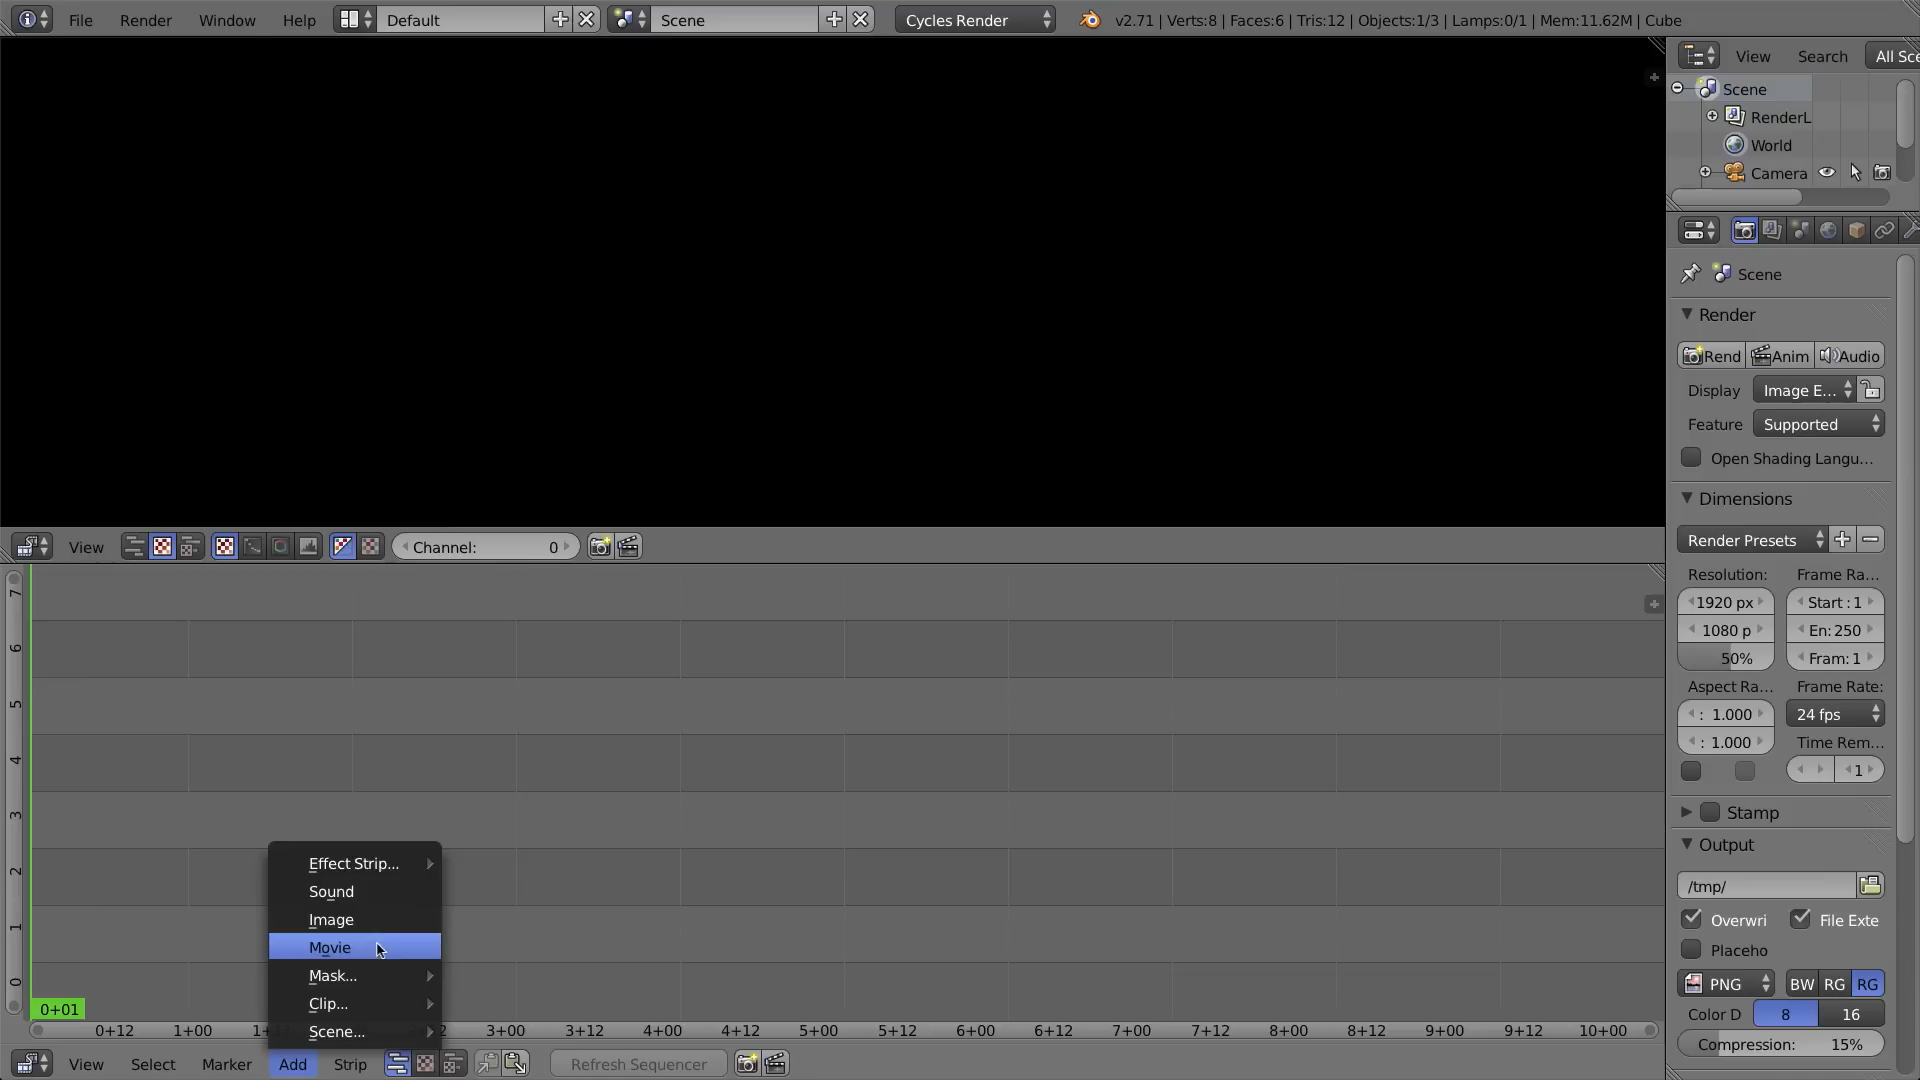 File Render Window Help Default Scene Cycles Render v2.71 | Verts:8 | Faces:6 | Tris:12 | Objects:1/3 | Lamps:0/1 | Mem:11.62M | Cube
View Search All Sce
Scene
RenderL
World
Camera
Scene
Render
Rend Anim Audio
Display Image E...
Feature Supported
Open Shading Langu...
Dimensions
Render Presets
Resolution: Frame Ra...
1920 px Start : 1
1080 p En: 250
50% Fram: 1
Aspect Ra... Frame Rate:
: 1.000 24 fps
: 1.000 Time Rem...
1
Stamp
Output
/tmp/
Overwri File Exte
Placeho
PNG BW RG RG
Color D 8 16
Compression: 15%
View Channel: 0
7
6
5
4
3
2
1
0
Effect Strip...
Sound
Image
Movie
Mask...
Clip...
Scene...
0+01
0+12 1+00 3+00 3+12 4+00 4+12 5+00 5+12 6+00 6+12 7+00 7+12 8+00 8+12 9+00 9+12 10+00
View Select Marker Add Strip Refresh Sequencer